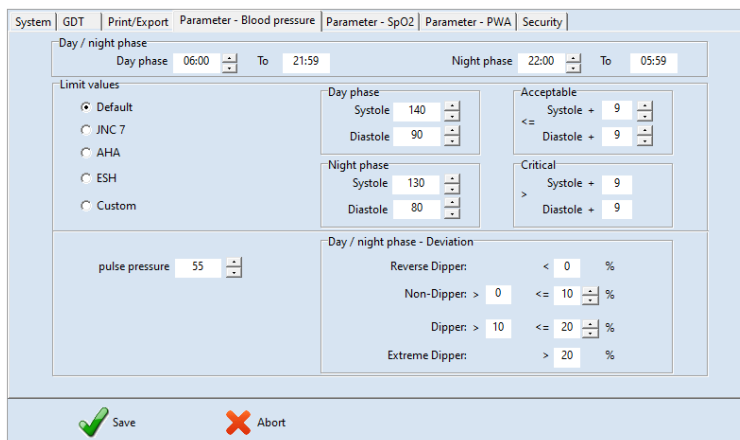 System GDT Print/Export Parameter - Blood pressure Parameter - SpO2 Parameter - PWA Security
Day / night phase
Day phase 06:00 To 21:59 Night phase 22:00 To 05:59
Limit values
Default
JNC 7
AHA
ESH
Custom
Day phase
Systole 140
Diastole 90
Acceptable
<=
Systole + 9
Diastole + 9
Night phase
Systole 130
Diastole 80
Critical
>
Systole + 9
Diastole + 9
pulse pressure 55
Day / night phase - Deviation
Reverse Dipper: < 0 %
Non-Dipper: > 0 <= 10 %
Dipper: > 10 <= 20 %
Extreme Dipper: > 20 %
Save Abort